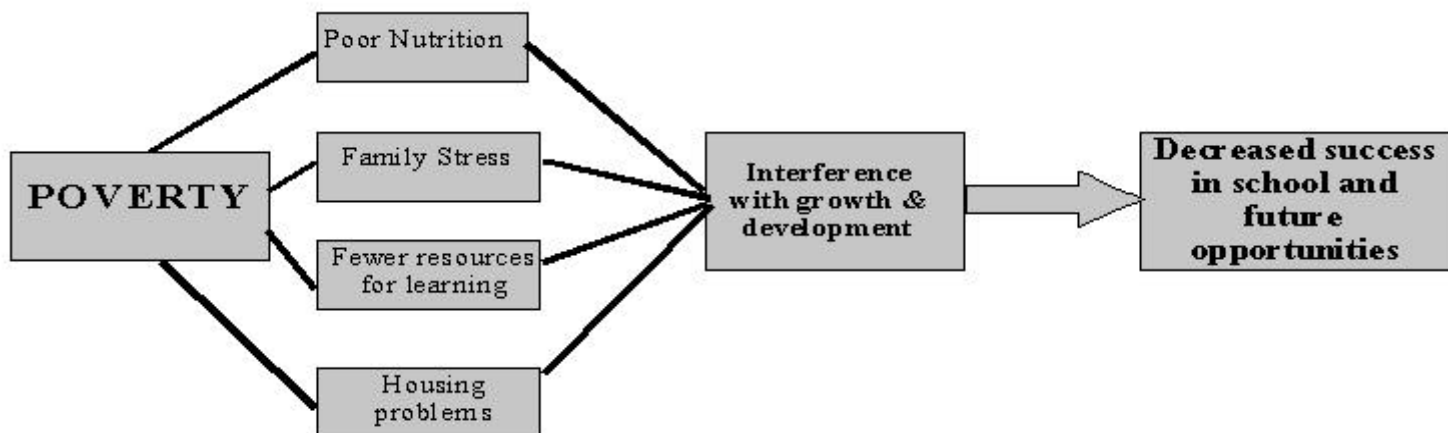 POVERTY
Poor Nutrition
Family Stress
Fewer resources
for learning
Housing
problems
Interference
with growth &
development
Decreased success
in school and
future
opportunities